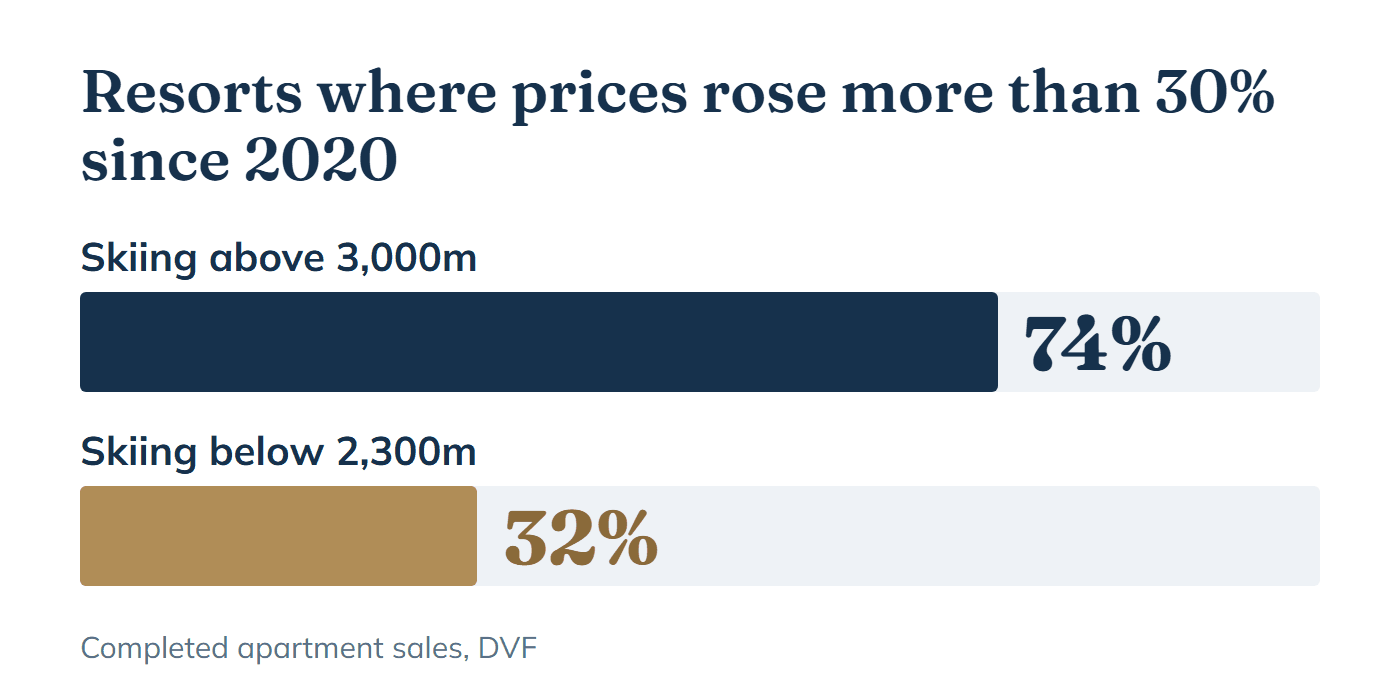 Resorts where prices rose more than 30%
since 2020
Skiing above 3,000m
74%
Skiing below 2,300m
32%
Completed apartment sales, DVF